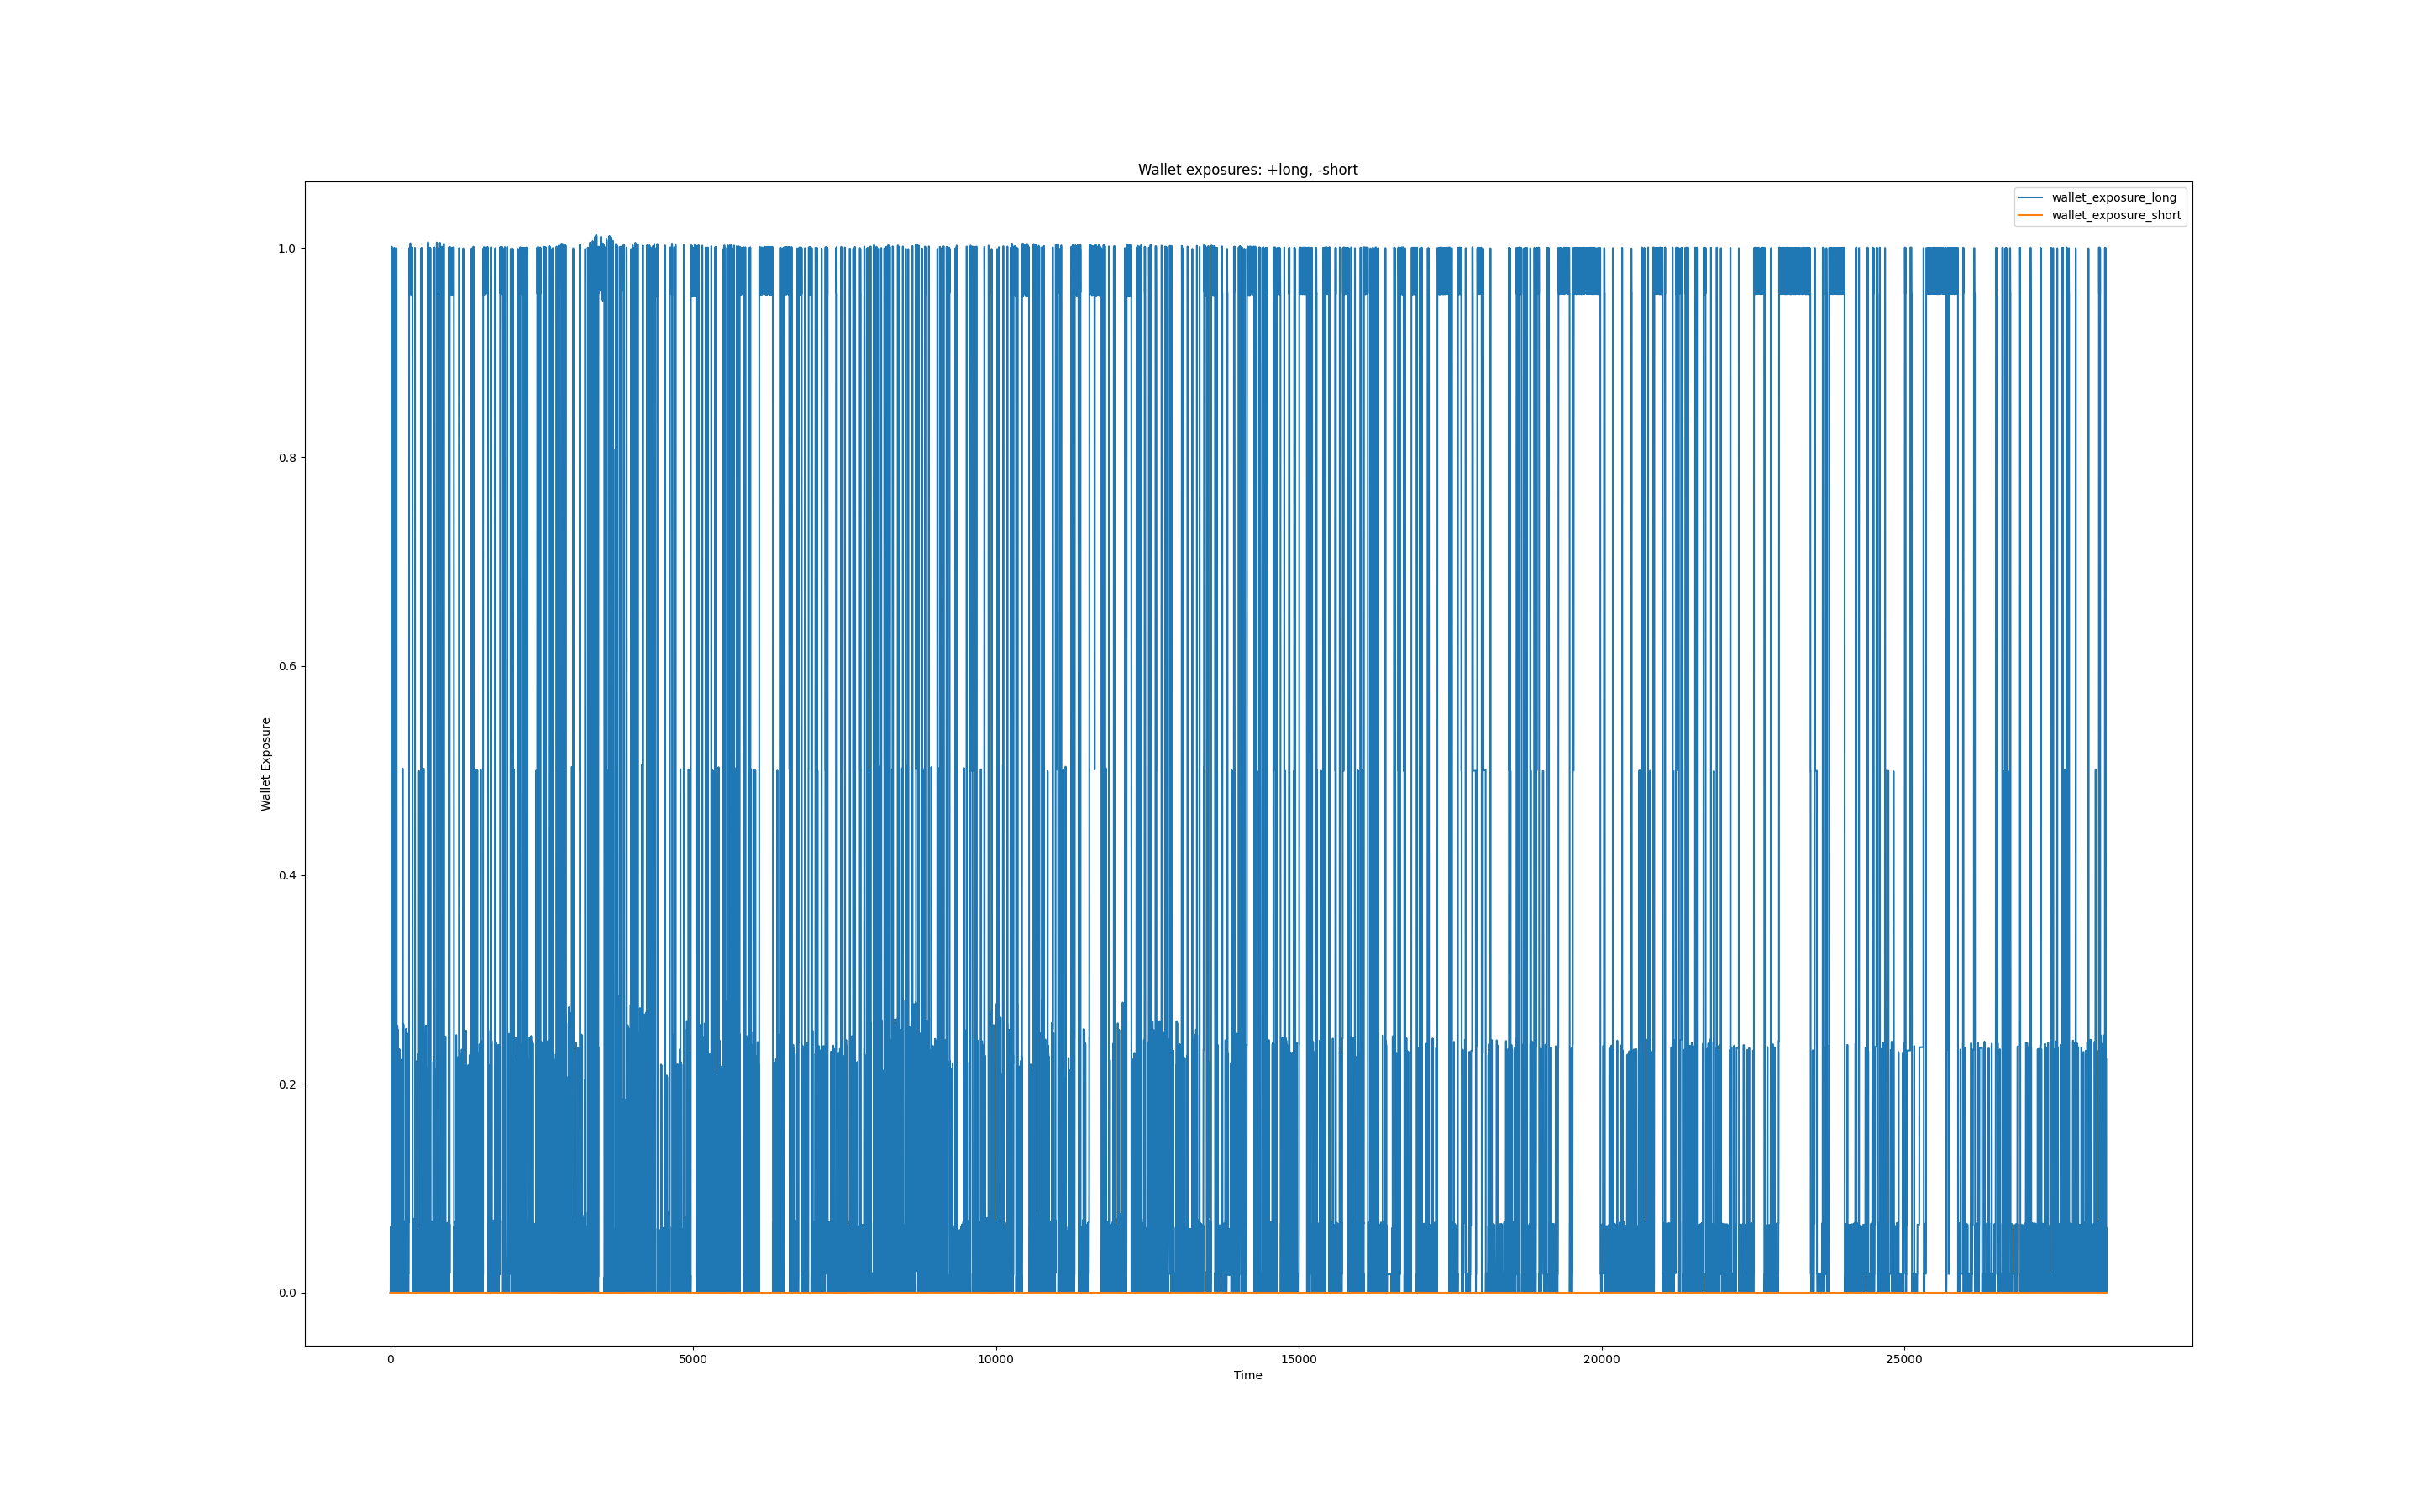 Wallet exposures: +long, -short
wallet_exposure_long
wallet_exposure_short
1.0
0.8
0.6
0.4
0.2
0.0
Wallet Exposure
0
5000
10000
15000
20000
25000
Time